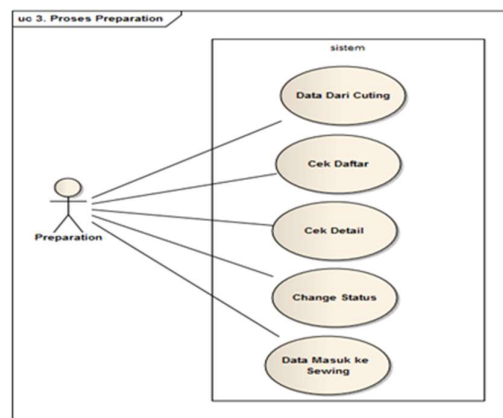 uc 3. Proses Preparation
sistem
Data Dari Cuting
Cek Daftar
Cek Detail
Preparation
Change Status
Data Masuk ke
Sewing